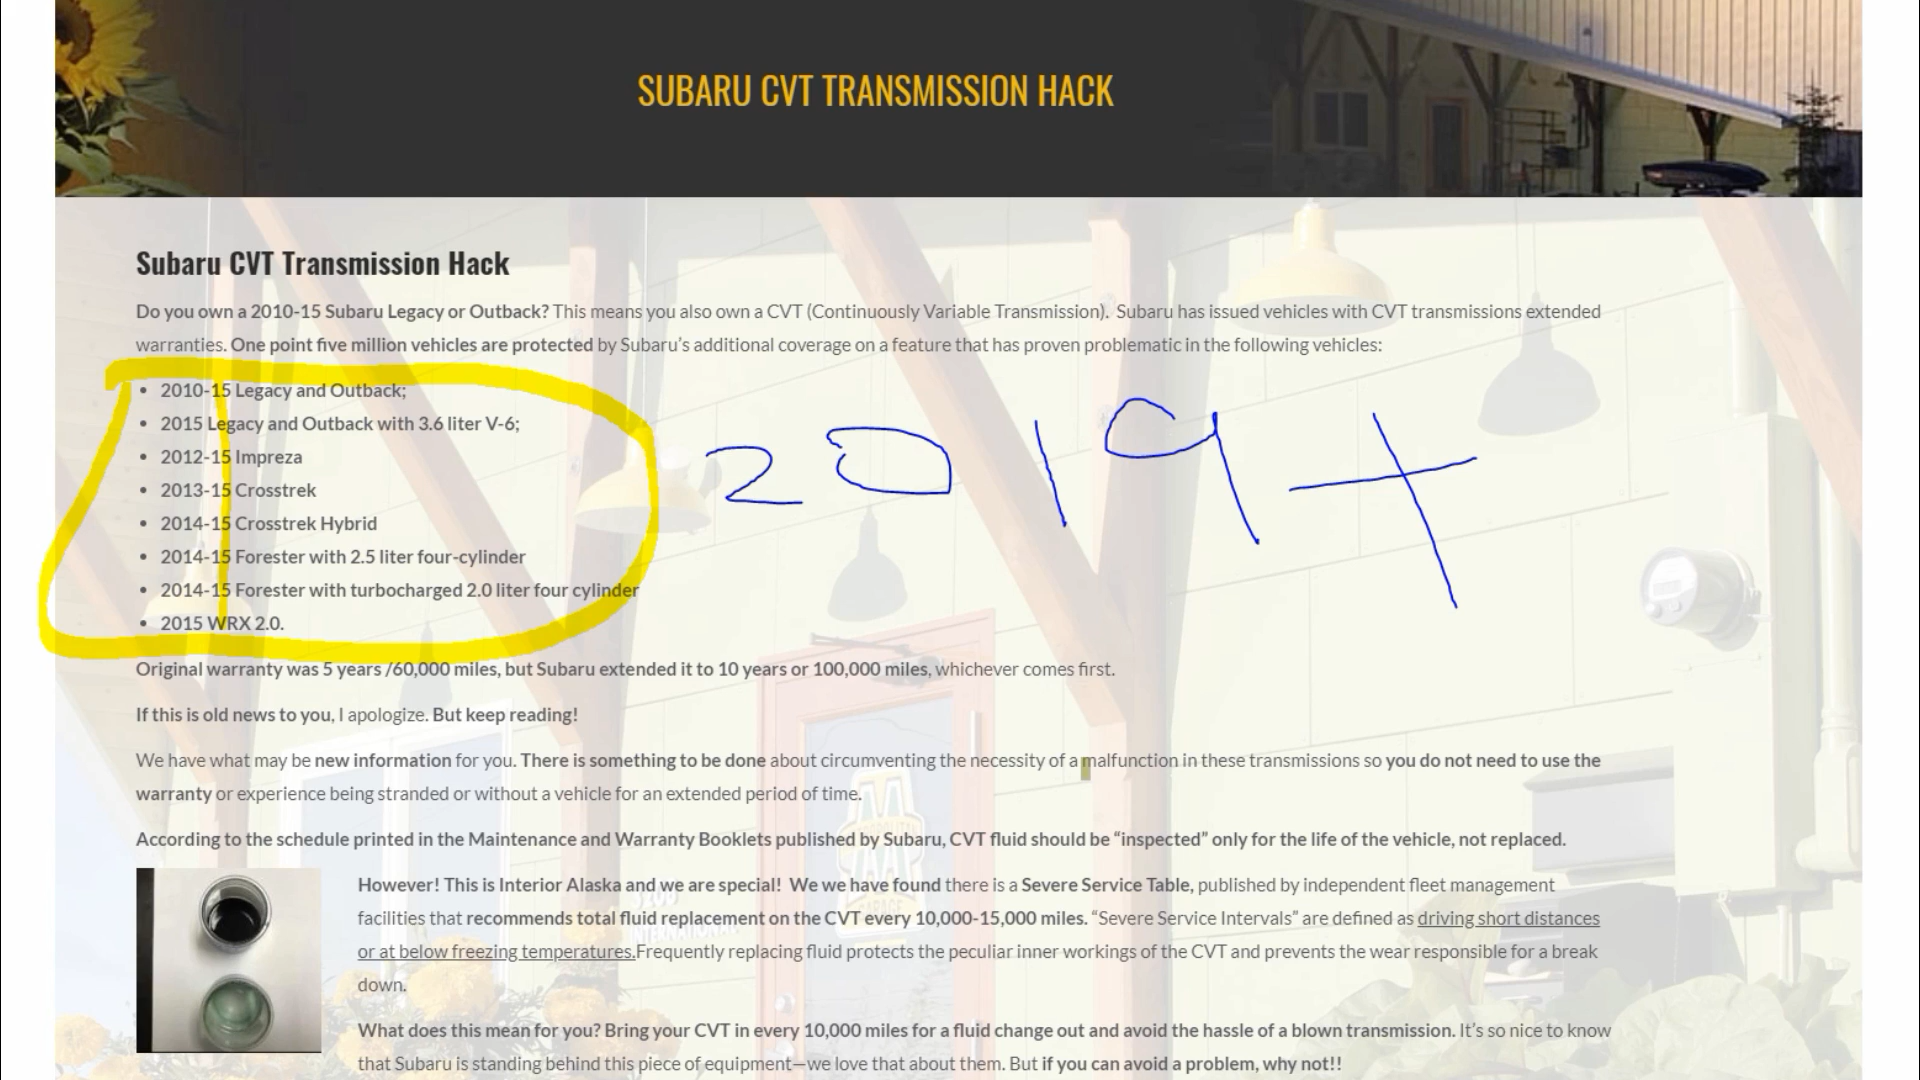 SUBARU CVT TRANSMISSION HACK
Subaru CVT Transmission Hack
Do you own a 2010-15 Subaru Legacy or Outback? This means you also own a CVT (Continuously Variable Transmission). Subaru has issued vehicles with CVT transmissions extended
warranties. One point five million vehicles are protected by Subaru's additional coverage on a feature that has proven problematic in the following vehicles:
• 2010-15 Legacy and Outback;
• 2015 Legacy and Outback with 3.6 liter V-6;
• 2012-15 Impreza
• 2013-15 Crosstrek
• 2014-15 Crosstrek Hybrid
• 2014-15 Forester with 2.5 liter four-cylinder
• 2014-15 Forester with turbocharged 2.0 liter four cylinder
• 2015 WRX 2.0.
2019+
Original warranty was 5 years /60,000 miles, but Subaru extended it to 10 years or 100,000 miles, whichever comes first.
If this is old news to you, I apologize. But keep reading!
We have what may be new information for you. There is something to be done about circumventing the necessity of a malfunction in these transmissions so you do not need to use the
warranty or experience being stranded or without a vehicle for an extended period of time.
According to the schedule printed in the Maintenance and Warranty Booklets published by Subaru, CVT fluid should be “inspected” only for the life of the vehicle, not replaced.
However! This is Interior Alaska and we are special! We we have found there is a Severe Service Table, published by independent fleet management
facilities that recommends total fluid replacement on the CVT every 10,000-15,000 miles. “Severe Service Intervals” are defined as driving short distances
or at below freezing temperatures.Frequently replacing fluid protects the peculiar inner workings of the CVT and prevents the wear responsible for a break
down.
What does this mean for you? Bring your CVT in every 10,000 miles for a fluid change out and avoid the hassle of a blown transmission. It's so nice to know
that Subaru is standing behind this piece of equipment—we love that about them. But if you can avoid a problem, why not!!